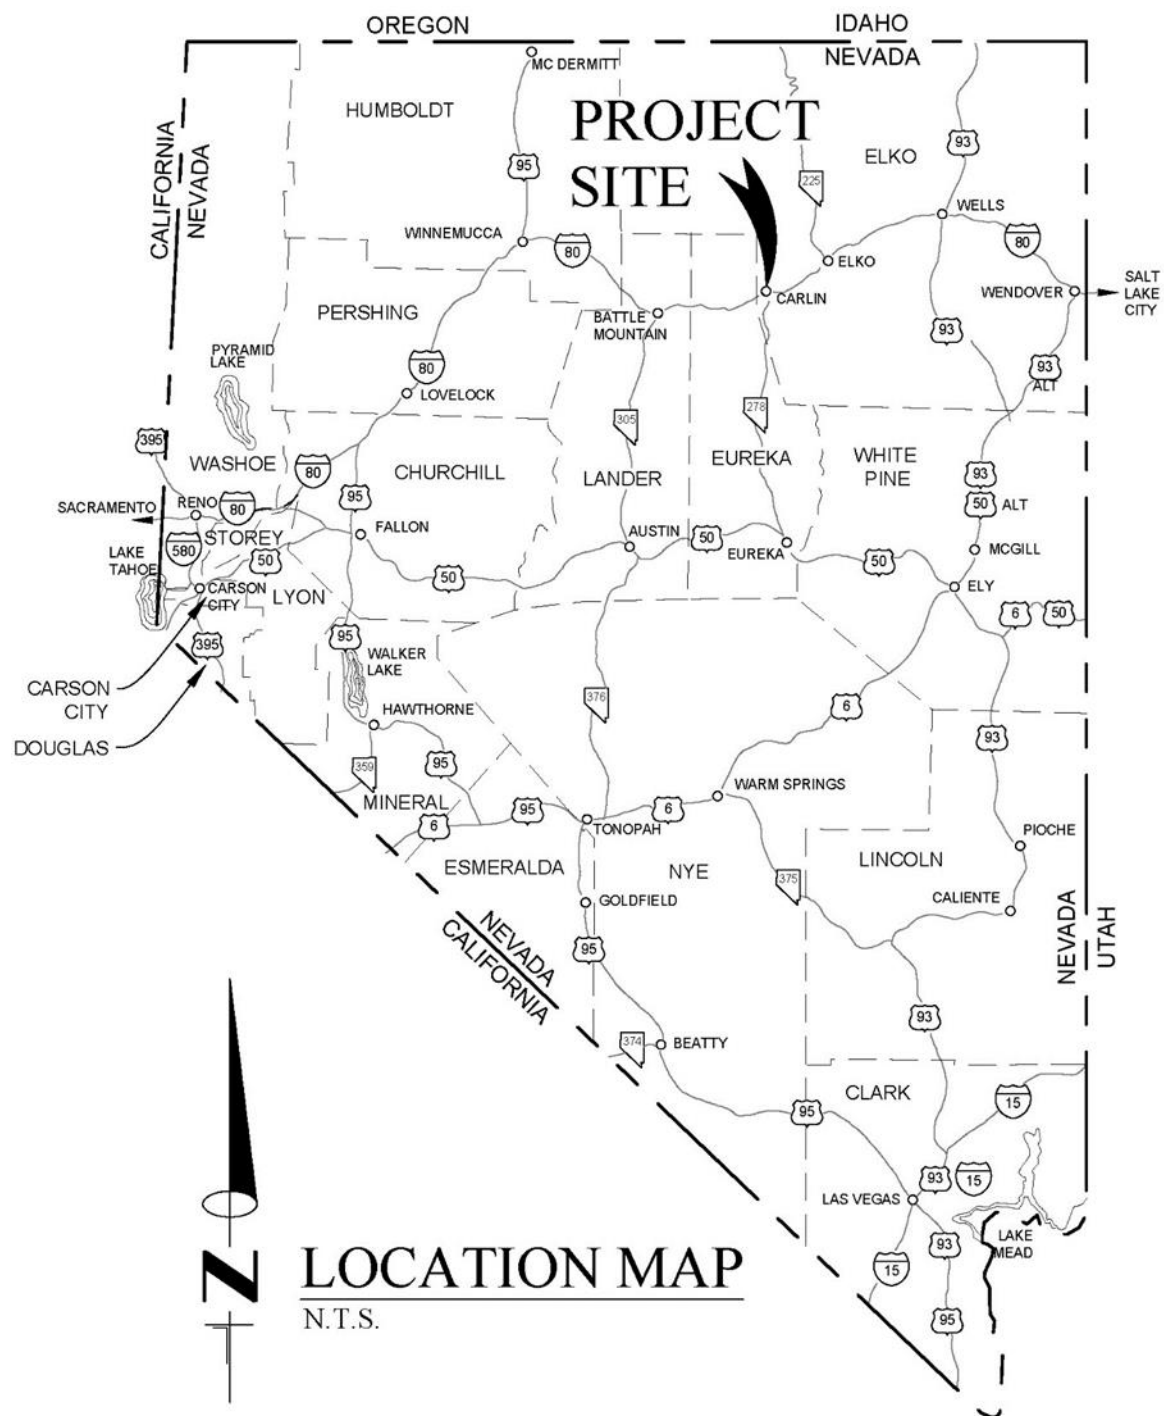 OREGON
IDAHO
NEVADA
MC DERMITT
HUMBOLDT
PROJECT
SITE
CALIFORNIA
NEVADA
95
225
93
ELKO
WELLS
WINNEMUCCA
80
80
ELKO
CARLIN
WENDOVER
SALT
LAKE
CITY
PERSHING
BATTLE
MOUNTAIN
93
PYRAMID
LAKE
80
93
ALT
LOVELOCK
305
278
395
WASHOE
80
CHURCHILL
LANDER
EUREKA
WHITE
PINE
93
95
SACRAMENTO
RENO
80
50
ALT
STOREY
FALLON
AUSTIN
50
EUREKA
MCGILL
LAKE
TAHOE
580
50
50
50
ELY
CARSON
CITY
LYON
6
50
395
95
WALKER
LAKE
CARSON
CITY
376
6
HAWTHORNE
DOUGLAS
93
359
95
MINERAL
WARM SPRINGS
6
95
6
TONOPAH
PIOCHE
ESMERALDA
NYE
LINCOLN
375
GOLDFIELD
CALIENTE
NEVADA
CALIFORNIA
95
NEVADA
UTAH
93
374
BEATTY
CLARK
15
95
93
15
LAS VEGAS
LAKE
MEAD
93
15
95
N
LOCATION MAP
N.T.S.